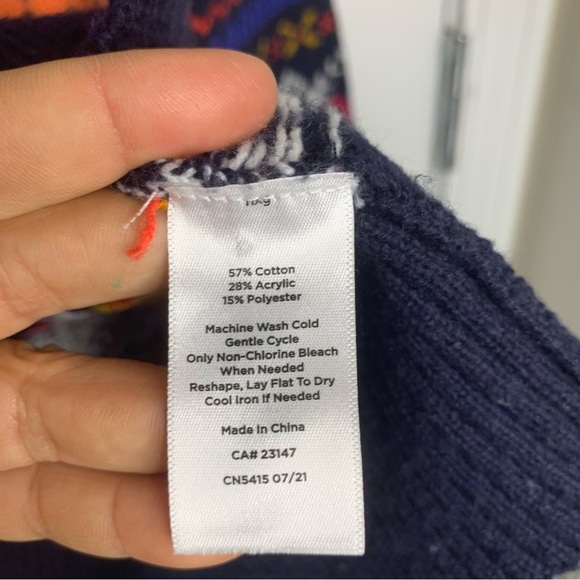 57% Cotton
28% Acrylic
15% Polyester
Machine Wash Cold
Gentle Cycle
Only Non-Chlorine Bleach
When Needed
Reshape, Lay Flat To Dry
Cool Iron If Needed
Made In China
CA# 23147
CN5415 07/21